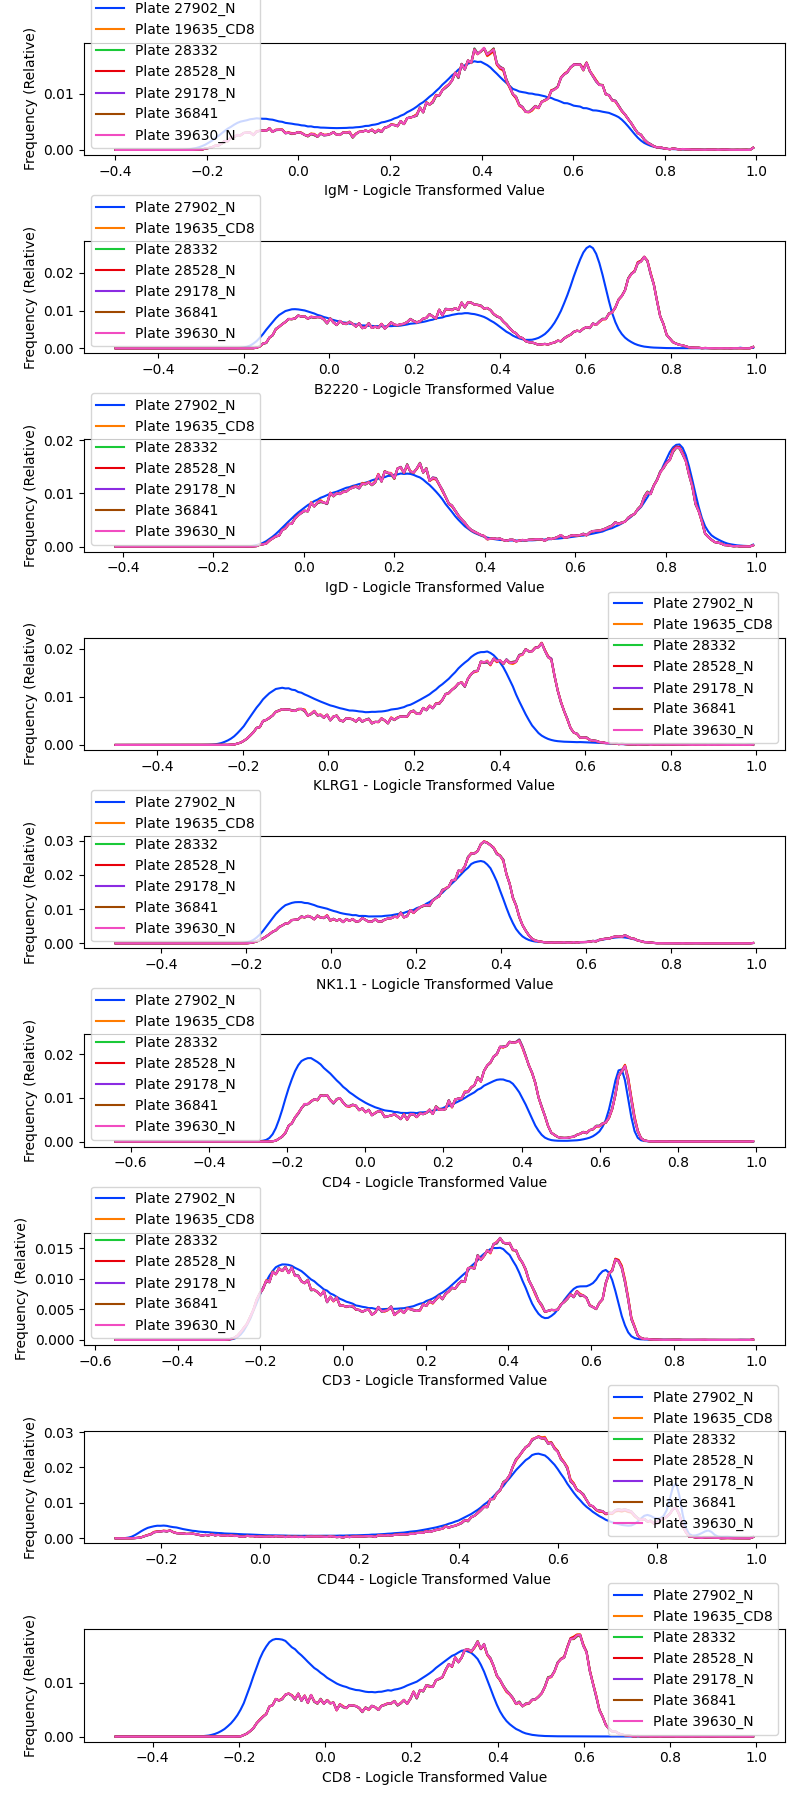 Plate 27902_N
Plate 19635_CD8
Plate 28332
Plate 28528_N
Plate 29178_N
Plate 36841
Plate 39630_N
Frequency (Relative)
0.01
0.00
−0.4 −0.2 0.0 0.2 0.4 0.6 0.8 1.0
IgM - Logicle Transformed Value
Plate 27902_N
Plate 19635_CD8
Plate 28332
Plate 28528_N
Plate 29178_N
Plate 36841
Plate 39630_N
Frequency (Relative)
0.02
0.01
0.00
−0.4 −0.2 0.0 0.2 0.4 0.6 0.8 1.0
B2220 - Logicle Transformed Value
Plate 27902_N
Plate 19635_CD8
Plate 28332
Plate 28528_N
Plate 29178_N
Plate 36841
Plate 39630_N
Frequency (Relative)
0.02
0.01
0.00
−0.4 −0.2 0.0 0.2 0.4 0.6 0.8 1.0
IgD - Logicle Transformed Value
Plate 27902_N
Plate 19635_CD8
Plate 28332
Plate 28528_N
Plate 29178_N
Plate 36841
Plate 39630_N
Frequency (Relative)
0.02
0.01
0.00
−0.4 −0.2 0.0 0.2 0.4 0.6 0.8 1.0
KLRG1 - Logicle Transformed Value
Plate 27902_N
Plate 19635_CD8
Plate 28332
Plate 28528_N
Plate 29178_N
Plate 36841
Plate 39630_N
Frequency (Relative)
0.03
0.02
0.01
0.00
−0.4 −0.2 0.0 0.2 0.4 0.6 0.8 1.0
NK1.1 - Logicle Transformed Value
Plate 27902_N
Plate 19635_CD8
Plate 28332
Plate 28528_N
Plate 29178_N
Plate 36841
Plate 39630_N
Frequency (Relative)
0.02
0.01
0.00
−0.6 −0.4 −0.2 0.0 0.2 0.4 0.6 0.8 1.0
CD4 - Logicle Transformed Value
Plate 27902_N
Plate 19635_CD8
Plate 28332
Plate 28528_N
Plate 29178_N
Plate 36841
Plate 39630_N
Frequency (Relative)
0.015
0.010
0.005
0.000
−0.6 −0.4 −0.2 0.0 0.2 0.4 0.6 0.8 1.0
CD3 - Logicle Transformed Value
Plate 27902_N
Plate 19635_CD8
Plate 28332
Plate 28528_N
Plate 29178_N
Plate 36841
Plate 39630_N
Frequency (Relative)
0.03
0.02
0.01
0.00
−0.2 0.0 0.2 0.4 0.6 0.8 1.0
CD44 - Logicle Transformed Value
Plate 27902_N
Plate 19635_CD8
Plate 28332
Plate 28528_N
Plate 29178_N
Plate 36841
Plate 39630_N
Frequency (Relative)
0.01
0.00
−0.4 −0.2 0.0 0.2 0.4 0.6 0.8 1.0
CD8 - Logicle Transformed Value